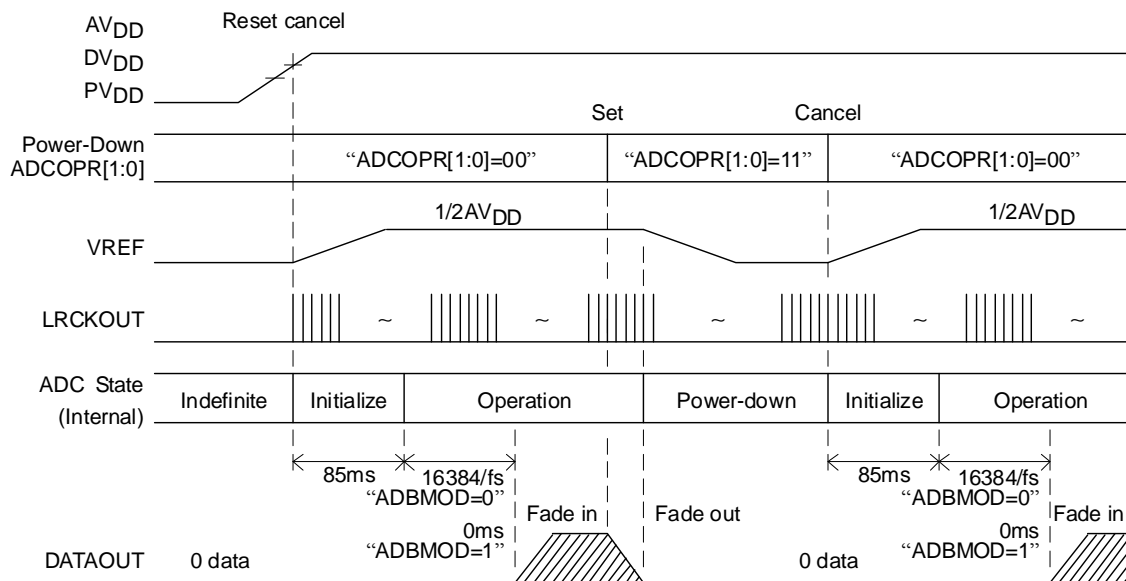 AVDD
Reset cancel
DVDD
PVDD
Set
Cancel
Power-Down
ADCOPR[1:0]
“ADCOPR[1:0]=00”
“ADCOPR[1:0]=11”
“ADCOPR[1:0]=00”
1/2AVDD
1/2AVDD
VREF
LRCKOUT
~
~
~
~
~
ADC State
(Internal)
Indefinite
Initialize
Operation
Power-down
Initialize
Operation
85ms
16384/fs
“ADBMOD=0”
85ms
16384/fs
“ADBMOD=0”
Fade in
Fade out
Fade in
0ms
“ADBMOD=1”
0ms
“ADBMOD=1”
DATAOUT
0 data
0 data